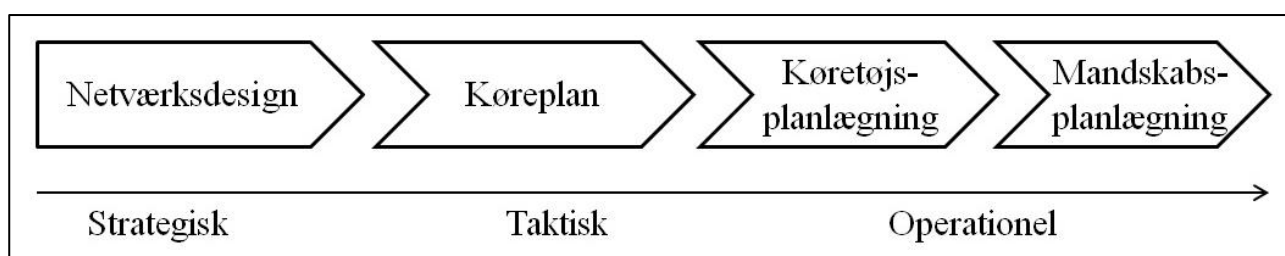 Netværksdesign
Køreplan
Køretøjs-
planlægning
Mandskabs-
planlægning
Strategisk
Taktisk
Operationel